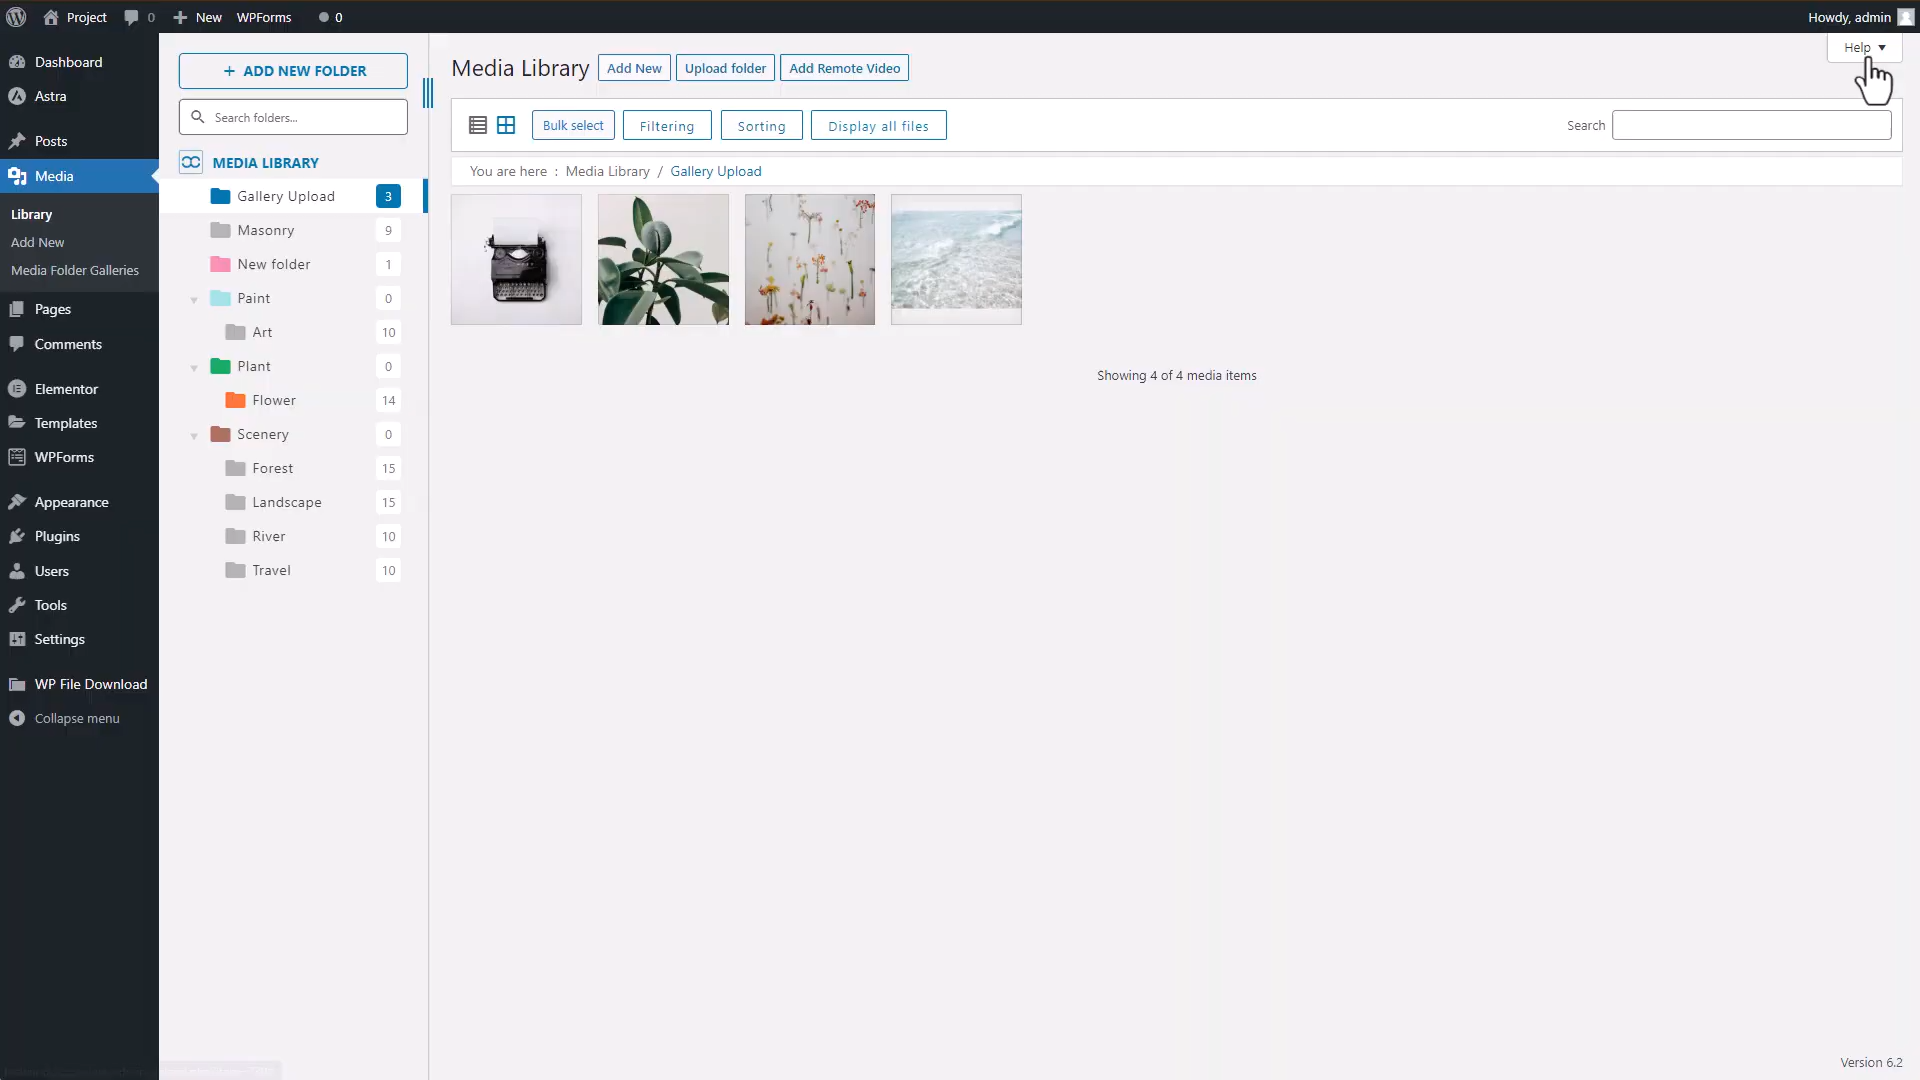 Project 0 New WPForms 0 Howdy, admin
Help
Dashboard
Astra
Posts
Media
Library
Add New
Media Folder Galleries
Pages
Comments
Elementor
Templates
WPForms
Appearance
Plugins
Users
Tools
Settings
WP File Download
Collapse menu
+ ADD NEW FOLDER
Search folders...
MEDIA LIBRARY
Gallery Upload 3
Masonry 9
New folder 1
Paint 0
Art 10
Plant 0
Flower 14
Scenery 0
Forest 15
Landscape 15
River 10
Travel 10
Media Library Add New Upload folder Add Remote Video
Bulk select Filtering Sorting Display all files Search
You are here : Media Library / Gallery Upload
Showing 4 of 4 media items
Version 6.2